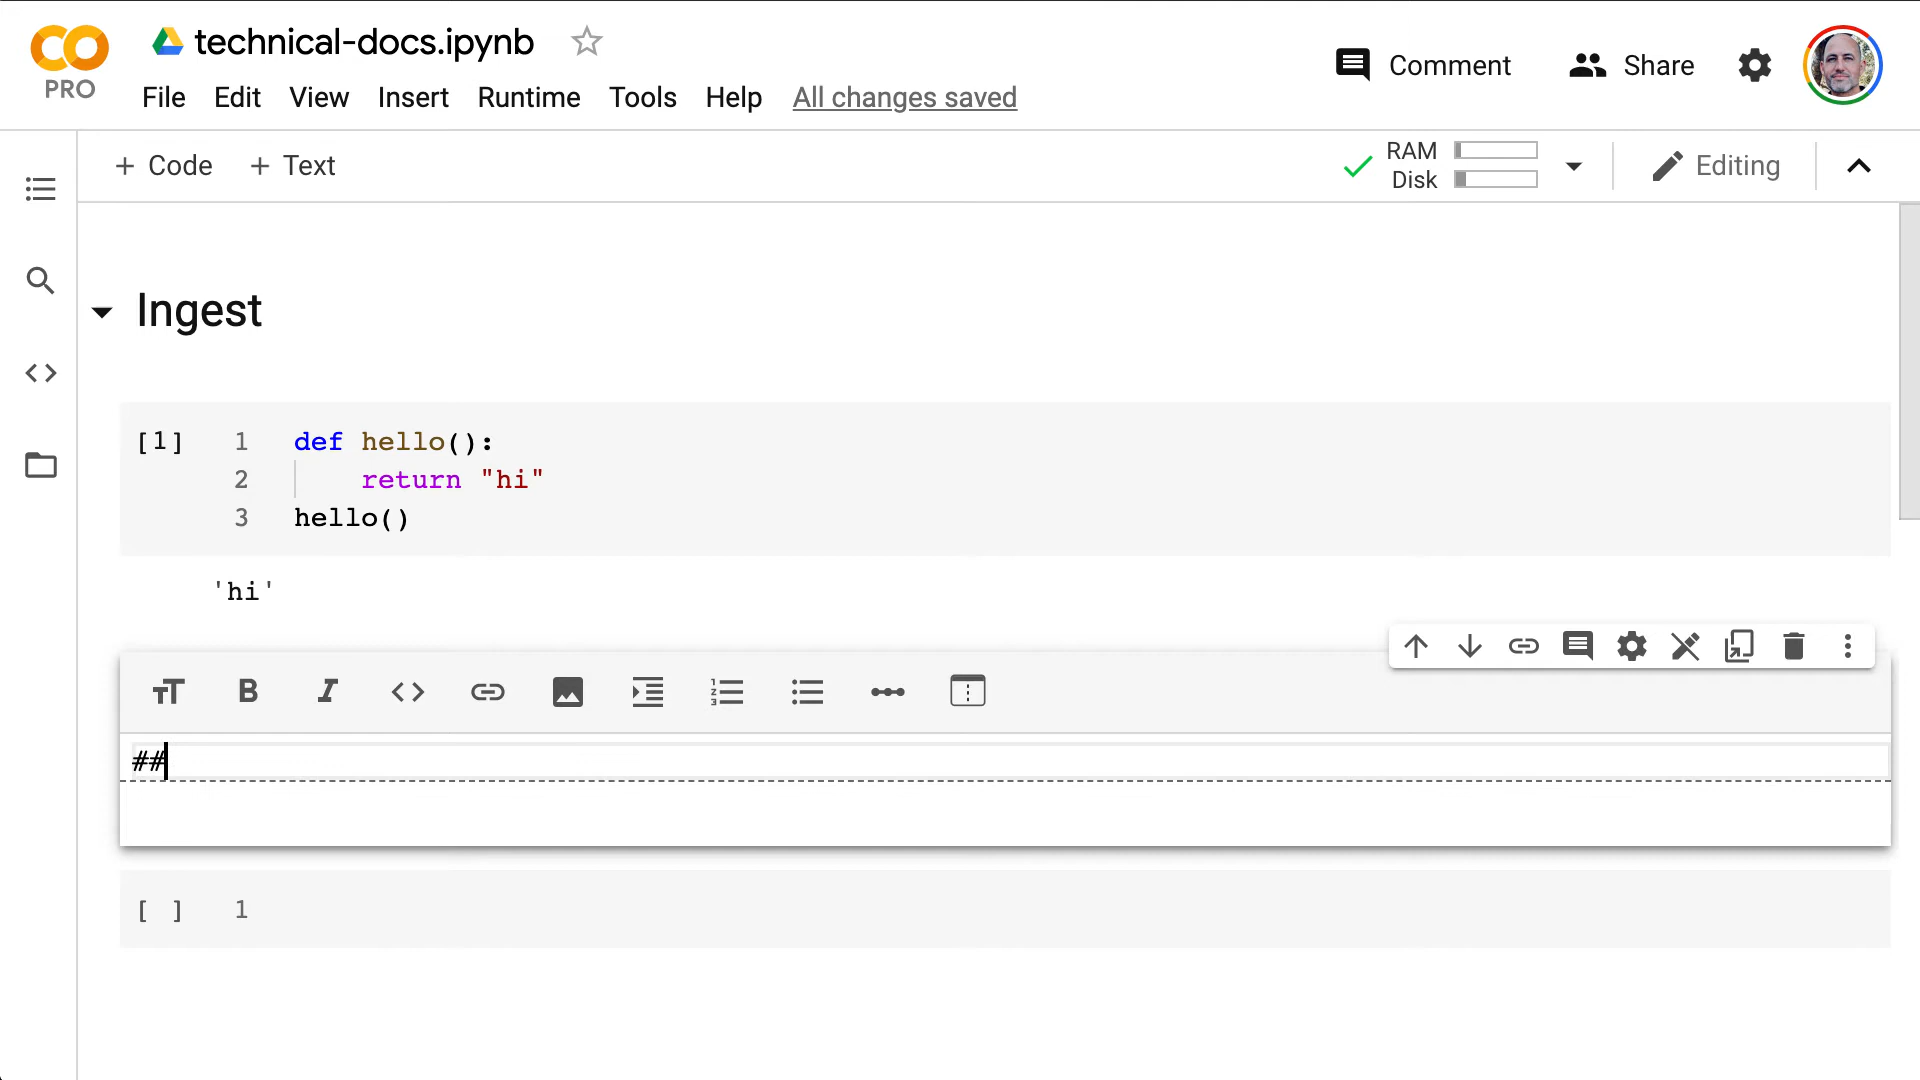 technical-docs.ipynb
PRO
File Edit View Insert Runtime Tools Help All changes saved
Comment
Share
+ Code + Text
RAM
Disk
Editing
Ingest
[1]
1 def hello():
2 return "hi"
3 hello()
'hi'
##
[ ] 1